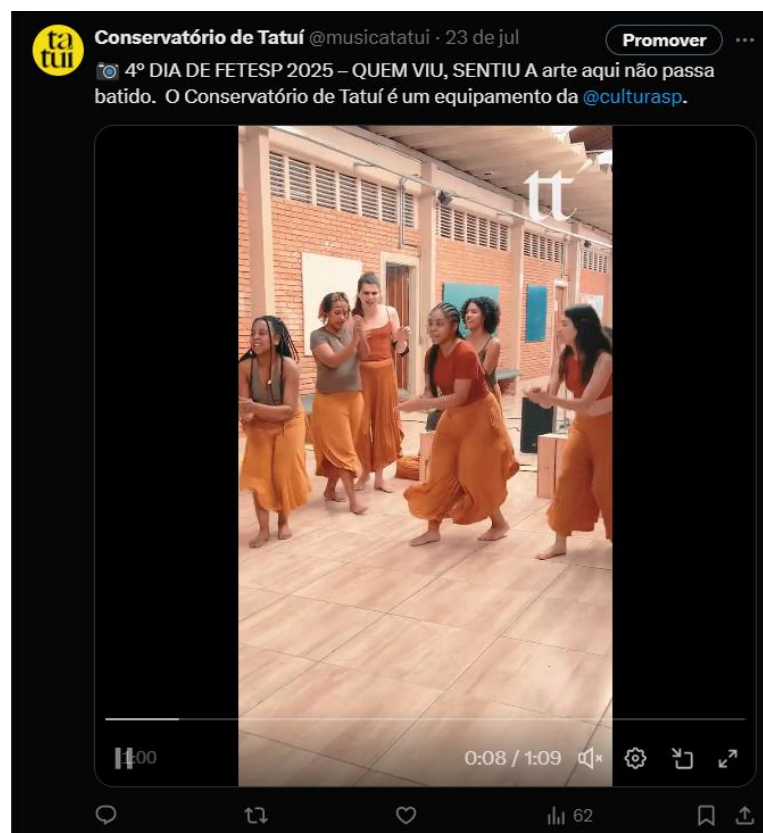 ta
tuí
Conservatório de Tatuí @musicatatui · 23 de jul
Promover
📷 4º DIA DE FETESP 2025 – QUEM VIU, SENTIU A arte aqui não passa
batido. O Conservatório de Tatuí é um equipamento da @culturasp.
tt´
0:08 / 1:09
62